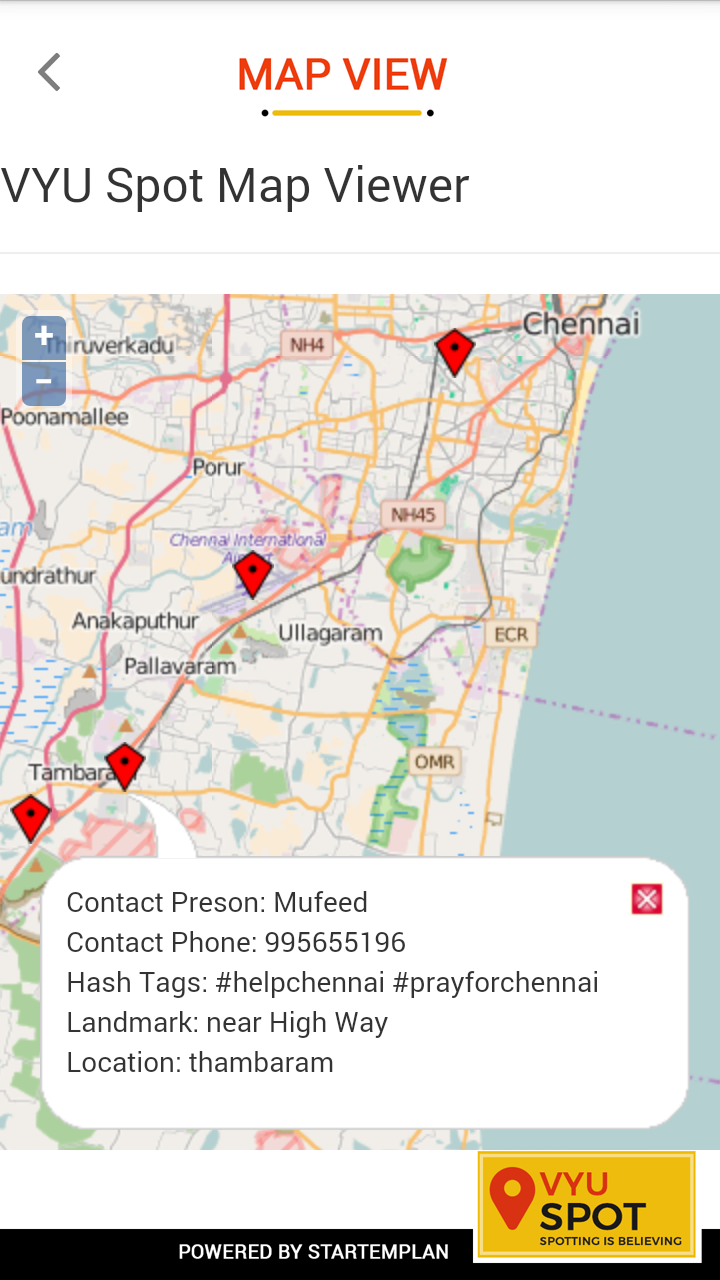 MAP VIEW
VYU Spot Map Viewer
Chennai
+
Thiruverkadu
NH4
−
Poonamallee
Porur
NH45
am
Chennai International
Airport
undrathur
Anakaputhur
Ullagaram
ECR
Pallavaram
OMR
Tambara
Contact Preson: Mufeed
Contact Phone: 995655196
Hash Tags: #helpchennai #prayforchennai
Landmark: near High Way
Location: thambaram
VYU
SPOT
SPOTTING IS BELIEVING
POWERED BY STARTEMPLAN